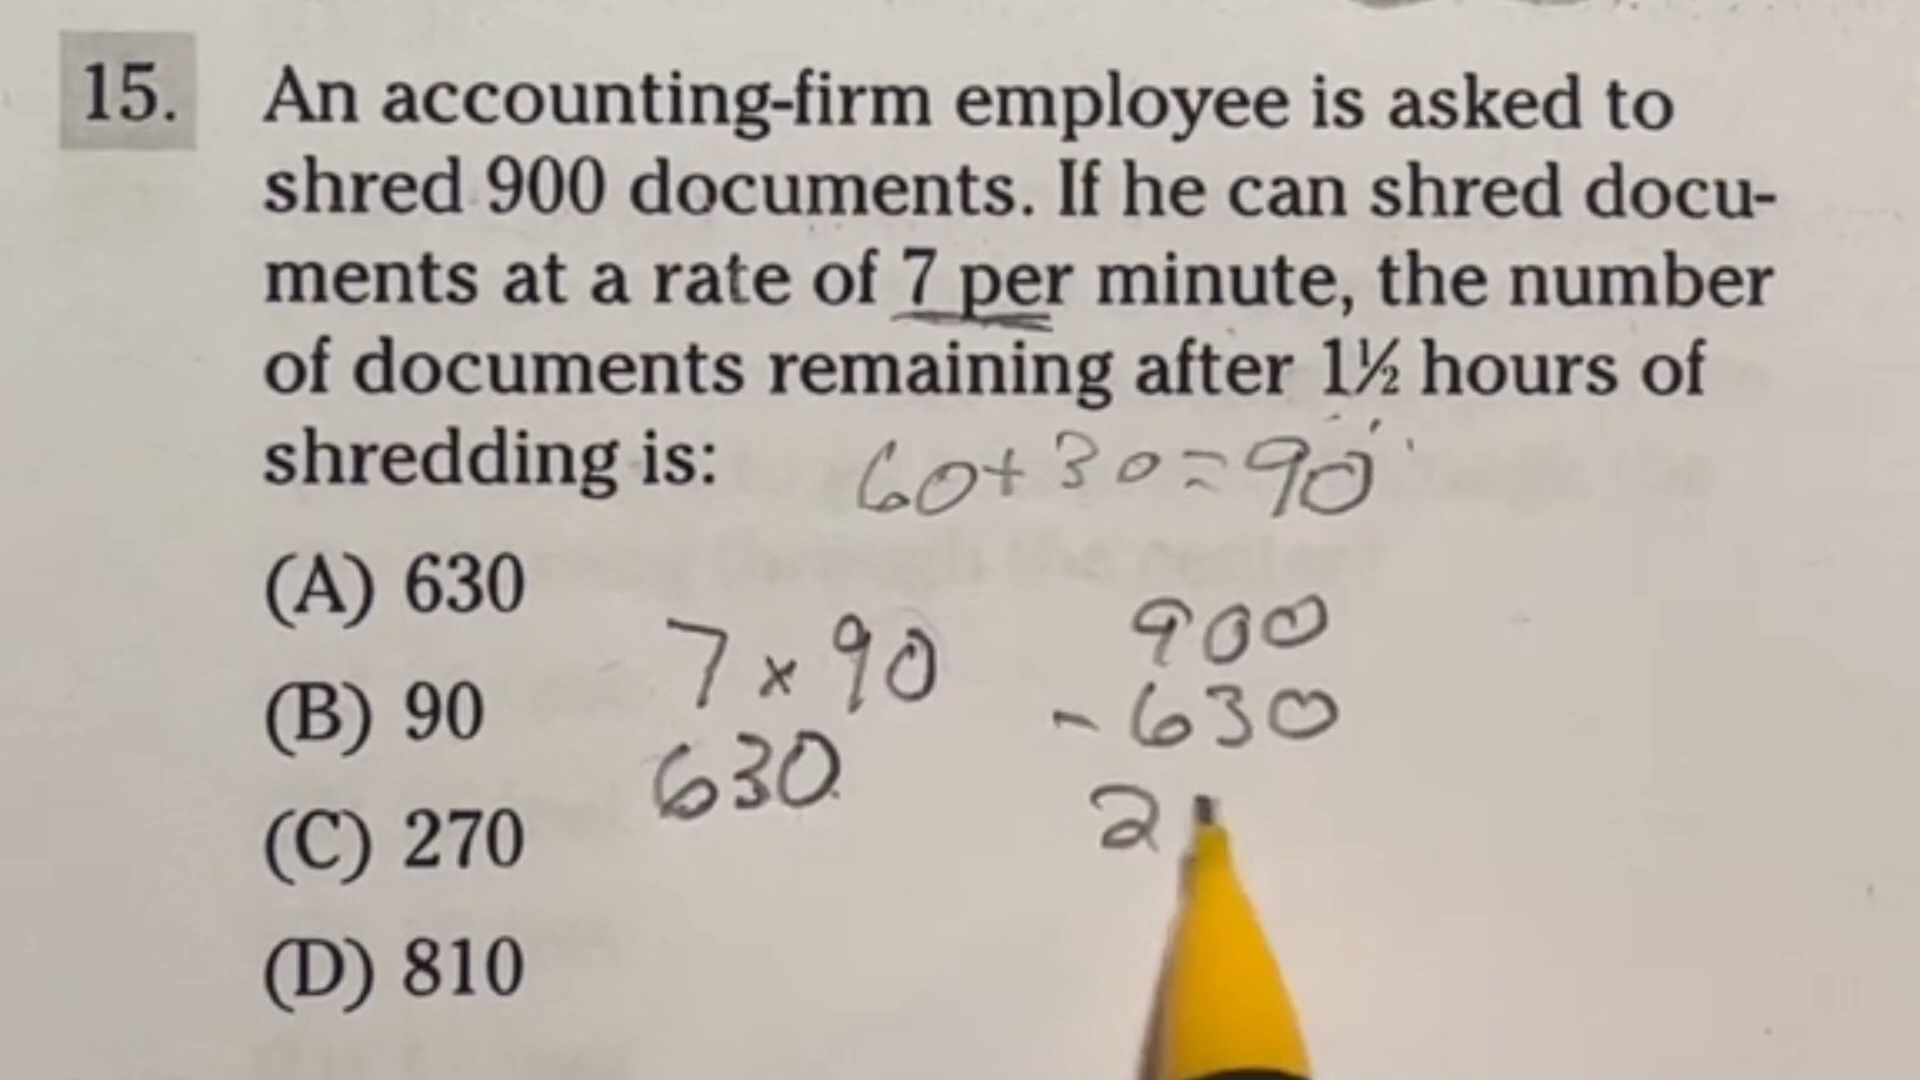 15. An accounting-firm employee is asked to
shred 900 documents. If he can shred docu-
ments at a rate of 7 per minute, the number
of documents remaining after 1½ hours of
shredding is:
60+30=90
(A) 630
7x90
900
-630
(B) 90
630
2
(C) 270
(D) 810